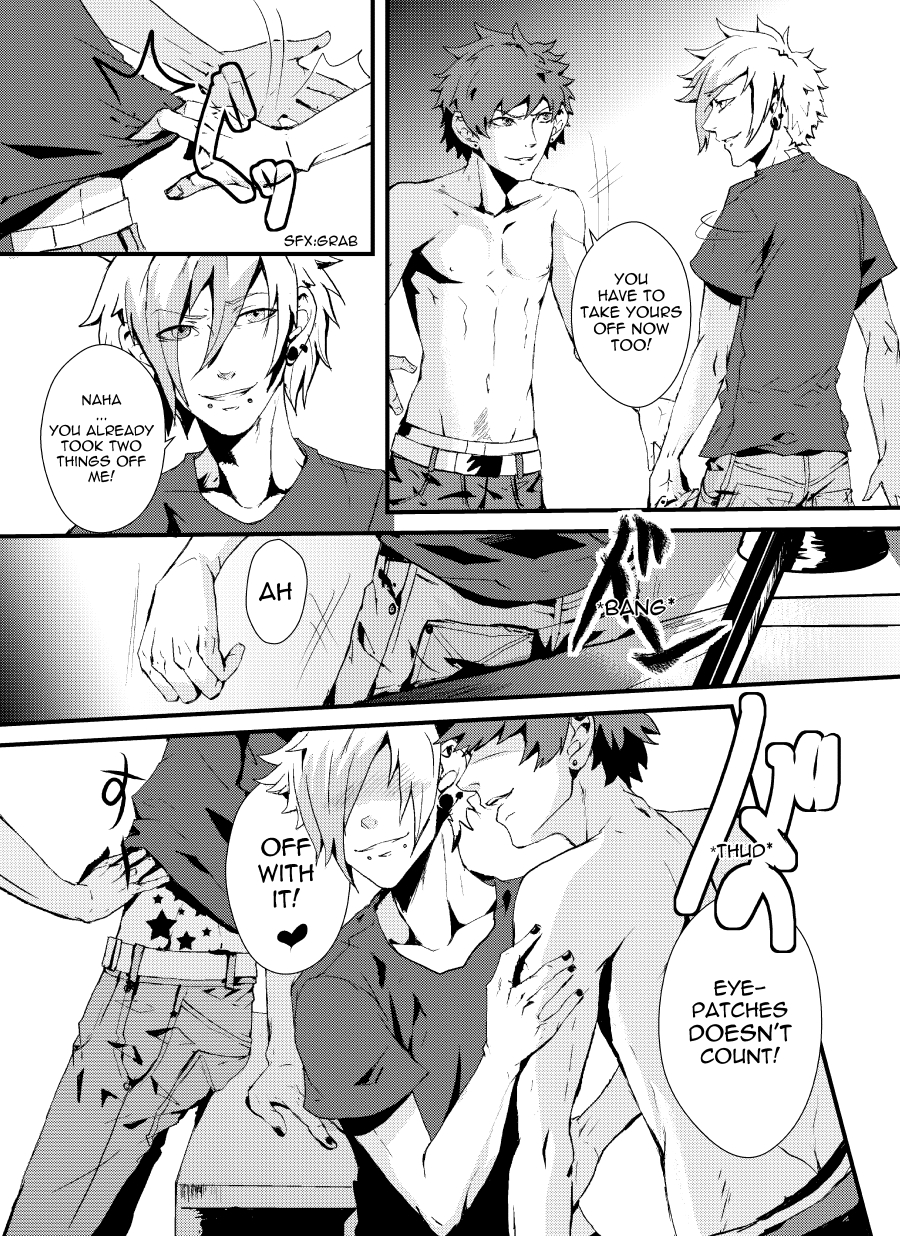 YOU
HAVE TO
TAKE YOURS
OFF NOW
TOO!
SFX:GRAB
NAHA
...
YOU ALREADY
TOOK TWO
THINGS OFF
ME!
AH
*BANG*
*THUD*
す
OFF
WITH
IT!
EYE-
PATCHES
DOESN'T
COUNT!